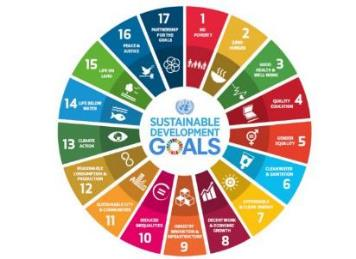 17
PARTNERSHIP
FOR THE GOALS
1
NO
POVERTY
2
ZERO
HUNGER
3
GOOD HEALTH &
WELL-BEING
4
QUALITY
EDUCATION
5
GENDER
EQUALITY
6
CLEAN WATER
& SANITATION
7
AFFORDABLE
& CLEAN ENERGY
8
DECENT WORK &
ECONOMIC
GROWTH
9
INDUSTRY
INNOVATION &
INFRASTRUCTURE
10
REDUCED
INEQUALITIES
11
SUSTAINABLE CITY
& COMMUNITIES
12
REASONABLE
CONSUMPTION &
PRODUCTION
13
CLIMATE
ACTION
14
LIFE BELOW
WATER
15
LIFE ON
LAND
16
PEACE &
JUSTICE
SUSTAINABLE
DEVELOPMENT
GOALS